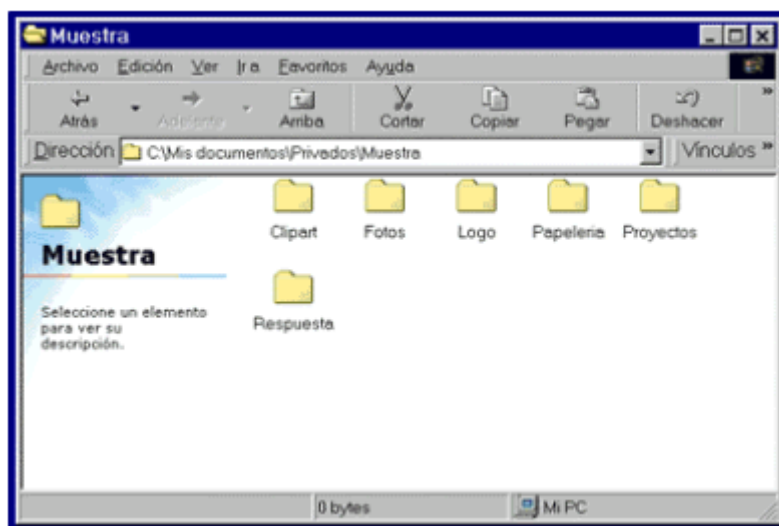 Muestra
Archivo Edición Ver Ir a Favoritos Ayuda
Atrás Adelante Arriba Cortar Copiar Pegar Deshacer
Dirección C:\Mis documentos\Privados\Muestra Vínculos
Clipart Fotos Logo Papeleria Proyectos
Muestra
Respuesta
Seleccione un elemento
para ver su
descripción.
0 bytes Mi PC